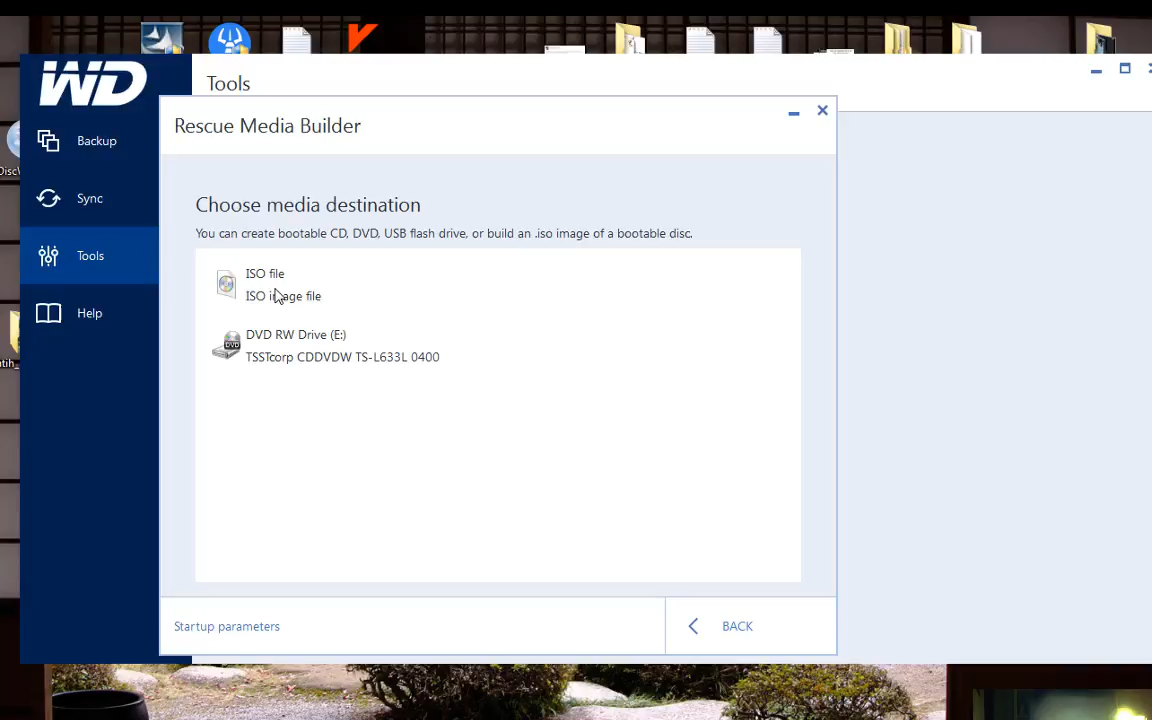 WD
Tools
Rescue Media Builder
Backup
Sync
Tools
Help
Choose media destination
You can create bootable CD, DVD, USB flash drive, or build an .iso image of a bootable disc.
ISO file
ISO image file
DVD RW Drive (E:)
TSSTcorp CDDVDW TS-L633L 0400
Startup parameters
BACK